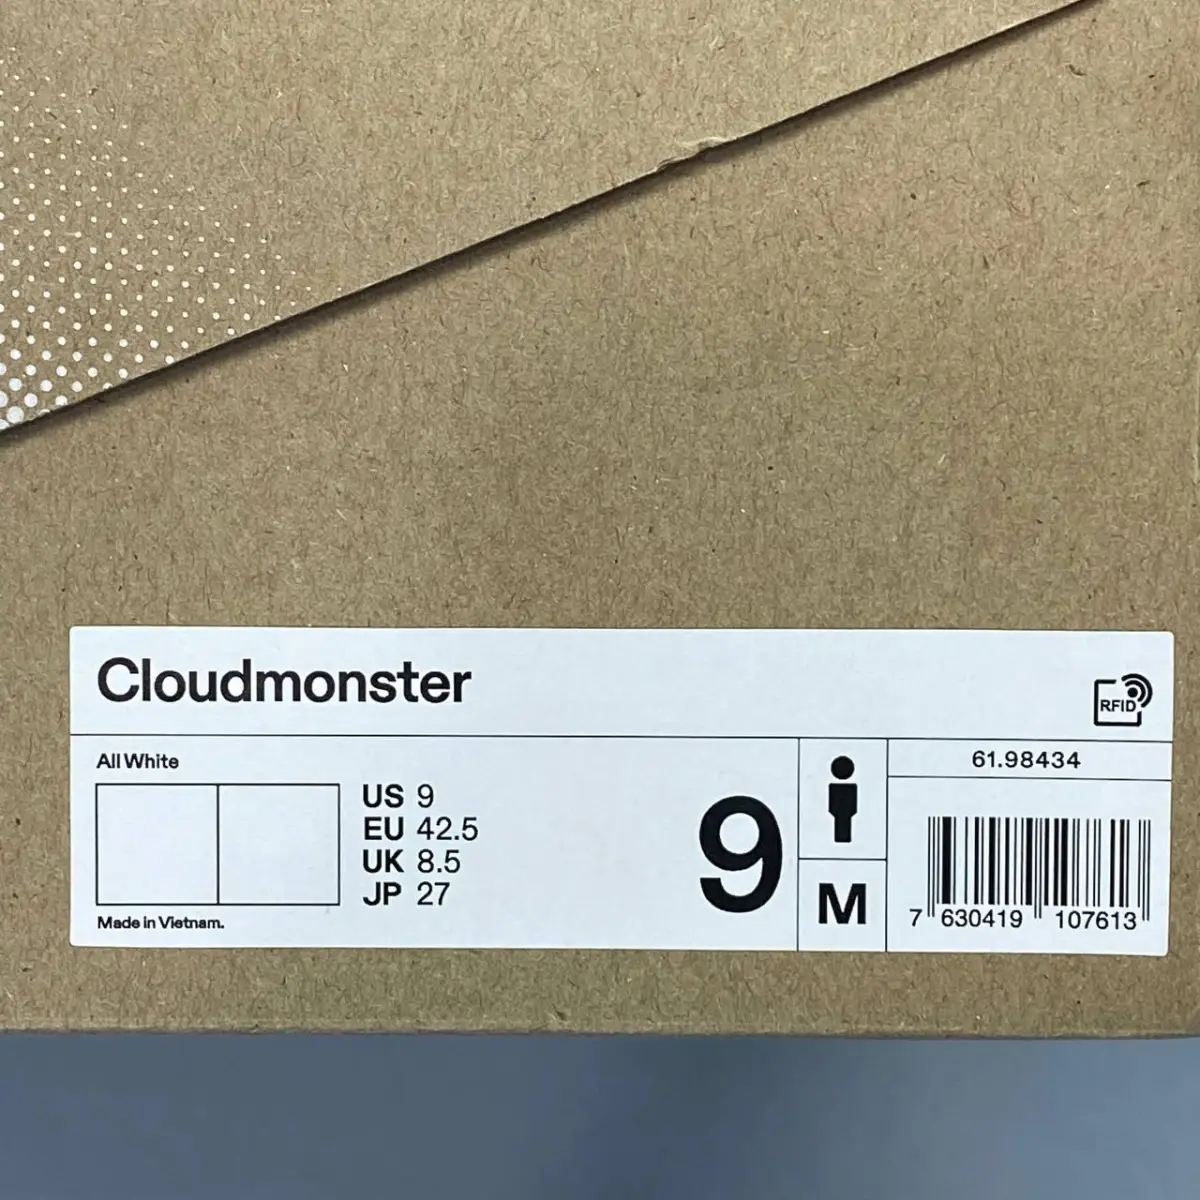 Cloudmonster
RFID
All White
61.98434
US 9
EU 42.5
UK 8.5
JP 27
9
M
Made in Vietnam.
7 630419 107613